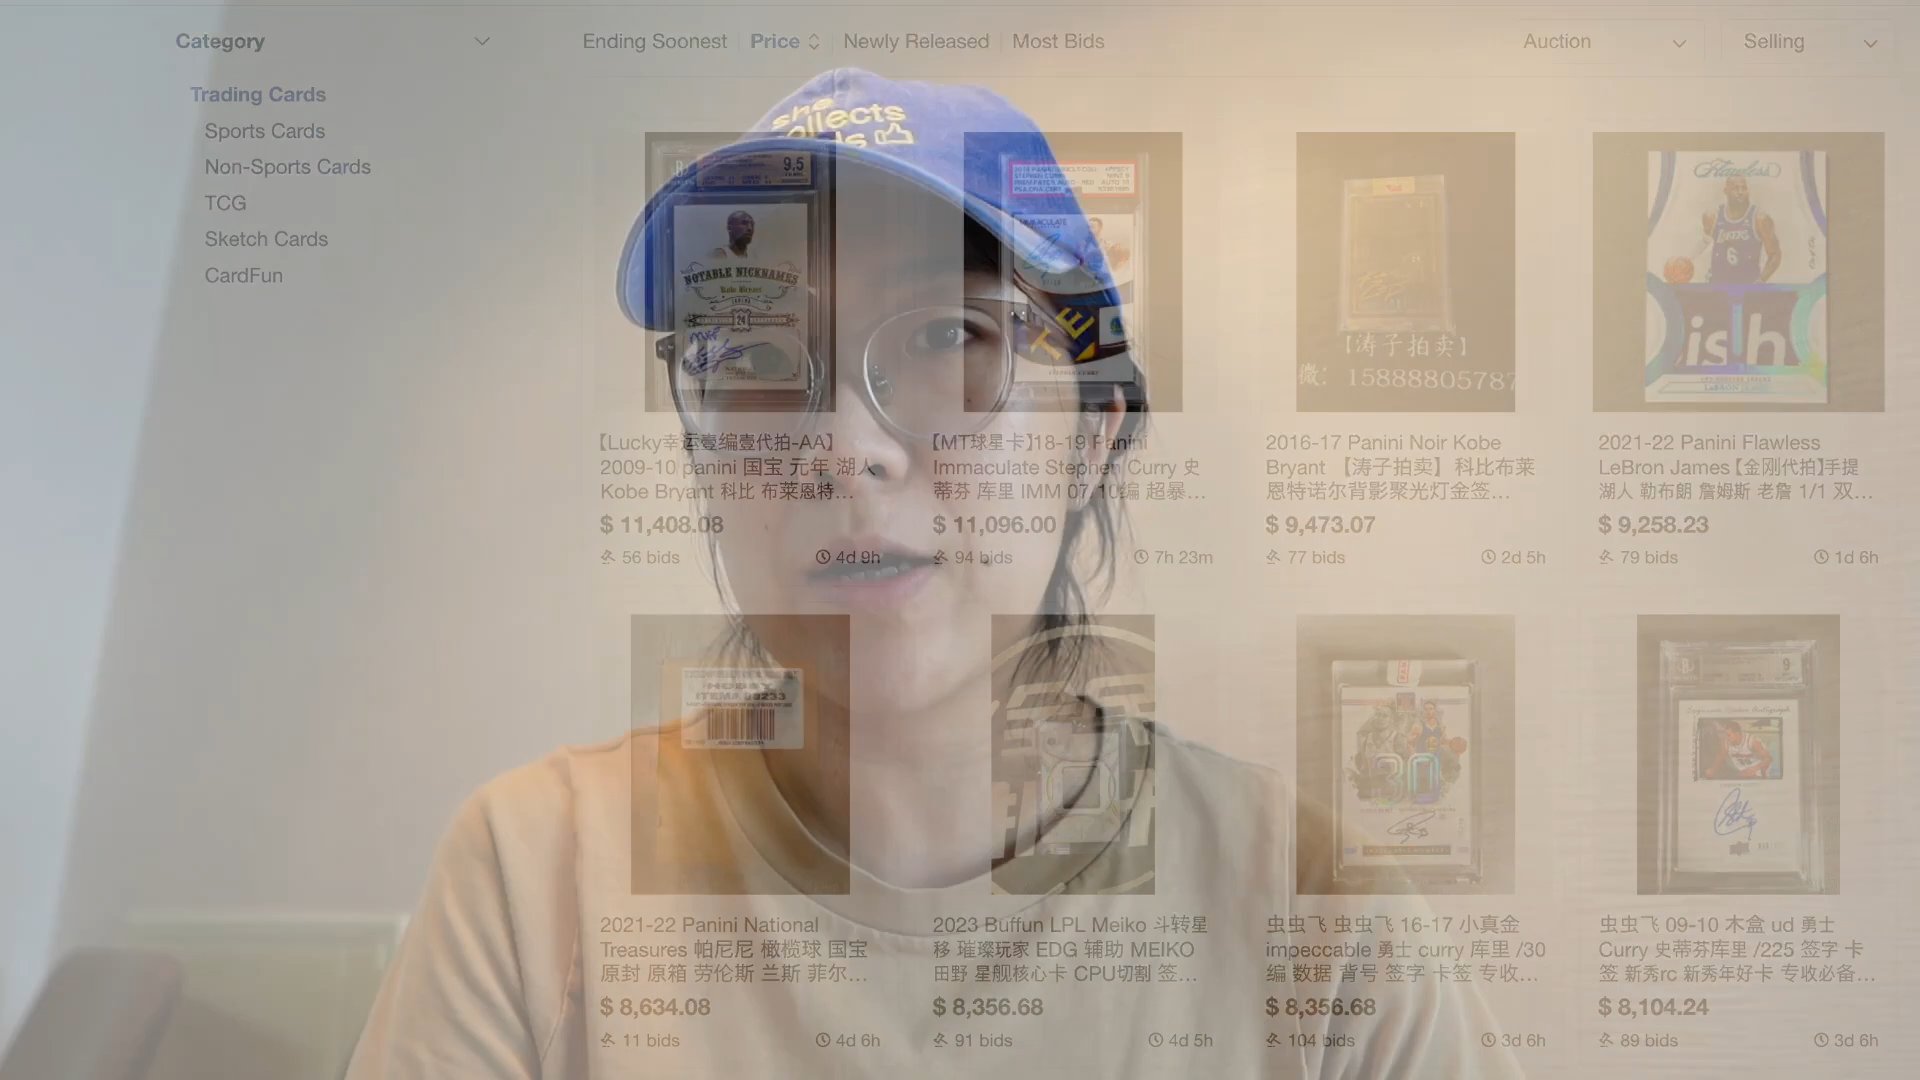 Category
Ending Soonest
Price
Newly Released
Most Bids
Auction
Selling
Trading Cards
Sports Cards
Non-Sports Cards
TCG
Sketch Cards
CardFun
she
collects
9.5
NOTABLE NICKNAMES
Kobe Bryant
24
IMMACULATE
TE
【涛子拍卖】
微： 15888805787
Flawless
LAKERS
6
is h
【Lucky幸运壹编壹代拍-AA】
2009-10 panini 国宝 元年 湖人
Kobe Bryant 科比 布莱恩特...
$ 11,408.08
56 bids
4d 9h
【MT球星卡】18-19 Panini
Immaculate Stephen Curry 史
蒂芬 库里 IMM 07/10编 超暴...
$ 11,096.00
94 bids
7h 23m
2016-17 Panini Noir Kobe
Bryant 【涛子拍卖】 科比布莱
恩特诺尔背影聚光灯金签...
$ 9,473.07
77 bids
2d 5h
2021-22 Panini Flawless
LeBron James【金刚代拍】手提
湖人 勒布朗 詹姆斯 老詹 1/1 双...
$ 9,258.23
79 bids
1d 6h
HOBBY
9
30
2021-22 Panini National
Treasures 帕尼尼 橄榄球 国宝
原封 原箱 劳伦斯 兰斯 菲尔...
$ 8,634.08
11 bids
4d 6h
2023 Buffun LPL Meiko 斗转星
移 璀璨玩家 EDG 辅助 MEIKO
田野 星舰核心卡 CPU切割 签...
$ 8,356.68
91 bids
4d 5h
虫虫飞 虫虫飞 16-17 小真金
impeccable 勇士 curry 库里 /30
编 数据 背号 签字 卡签 专收...
$ 8,356.68
104 bids
3d 6h
虫虫飞 09-10 木盒 ud 勇士
Curry 史蒂芬库里 /225 签字 卡
签 新秀rc 新秀年好卡 专收必备...
$ 8,104.24
89 bids
3d 6h